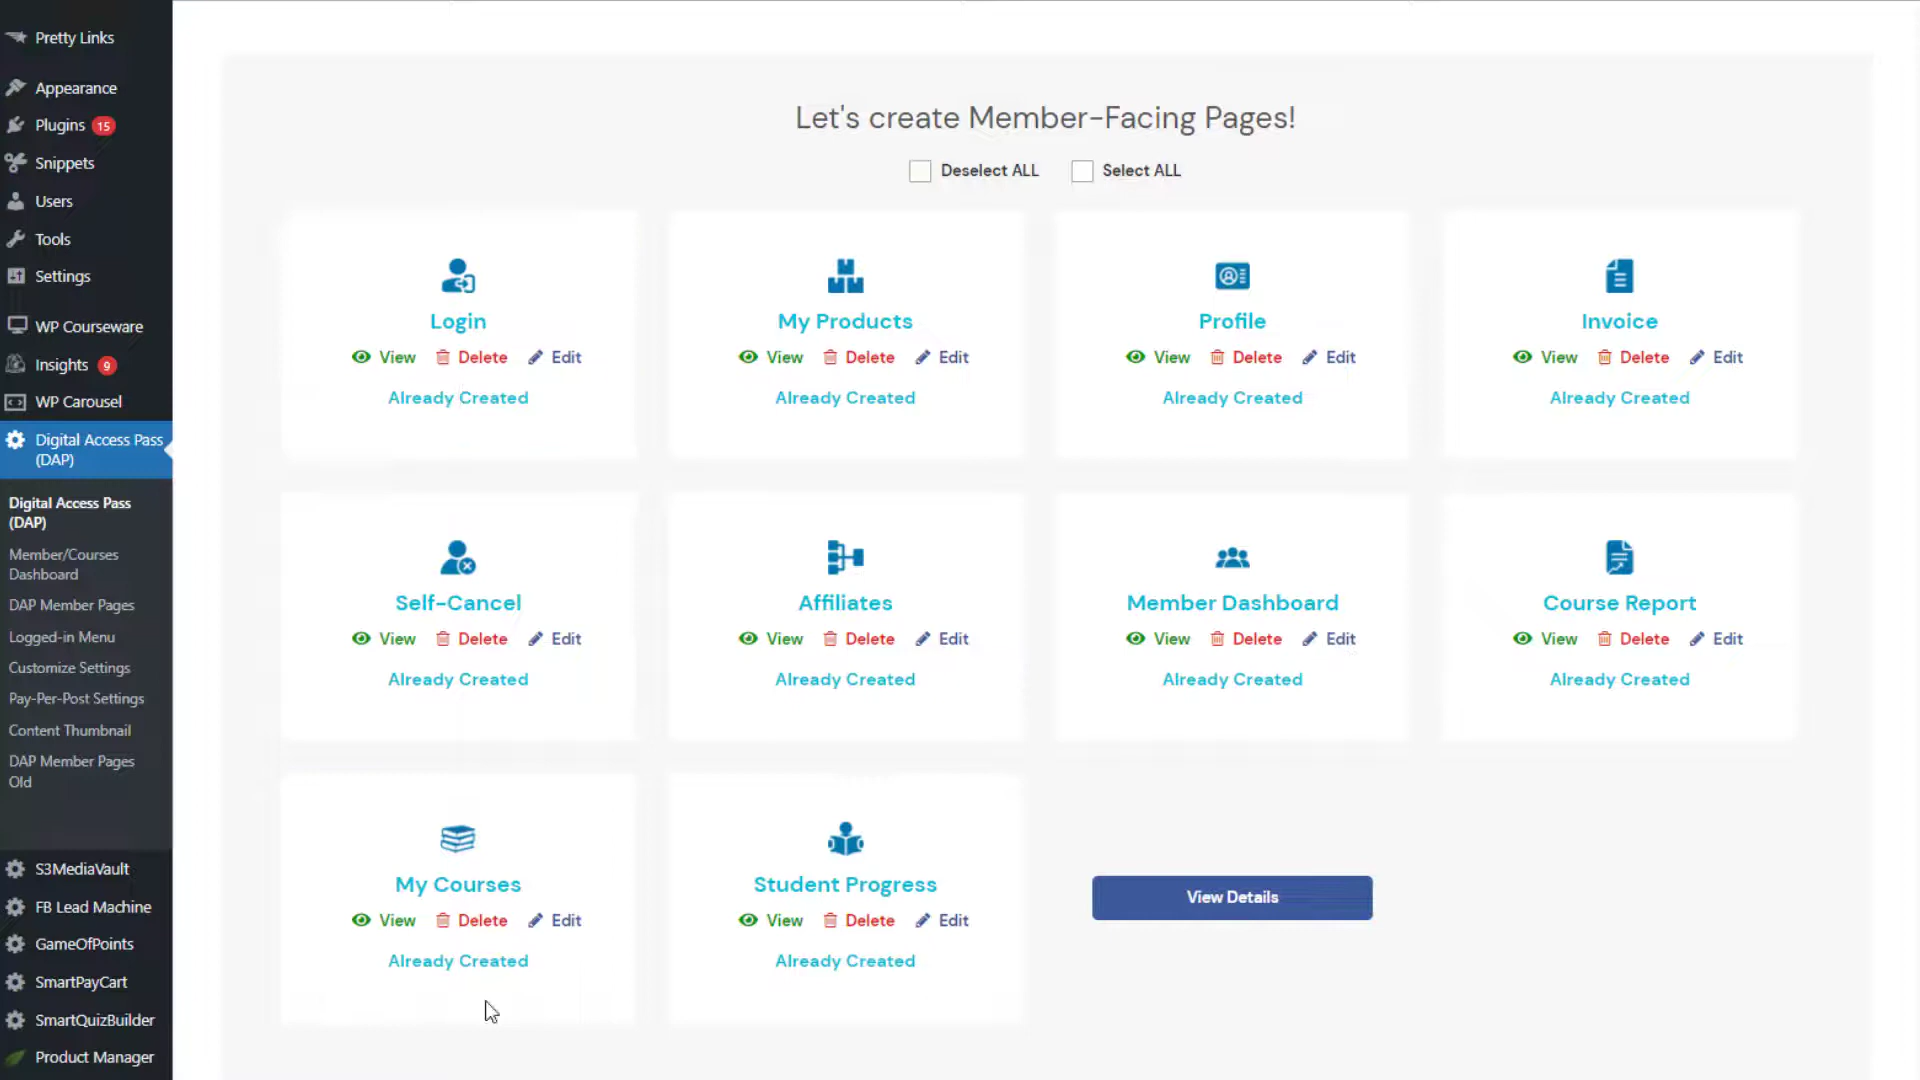 Pretty Links
Appearance
Plugins 15
Snippets
Users
Tools
Settings
WP Courseware
Insights 9
WP Carousel
Digital Access Pass
(DAP)
Digital Access Pass
(DAP)
Member/Courses
Dashboard
DAP Member Pages
Logged-in Menu
Customize Settings
Pay-Per-Post Settings
Content Thumbnail
DAP Member Pages
Old
S3MediaVault
FB Lead Machine
GameOfPoints
SmartPayCart
SmartQuizBuilder
Product Manager
Let's create Member-Facing Pages!
Deselect ALL Select ALL
Login
View Delete Edit
Already Created
My Products
View Delete Edit
Already Created
Profile
View Delete Edit
Already Created
Invoice
View Delete Edit
Already Created
Self-Cancel
View Delete Edit
Already Created
Affiliates
View Delete Edit
Already Created
Member Dashboard
View Delete Edit
Already Created
Course Report
View Delete Edit
Already Created
My Courses
View Delete Edit
Already Created
Student Progress
View Delete Edit
Already Created
View Details